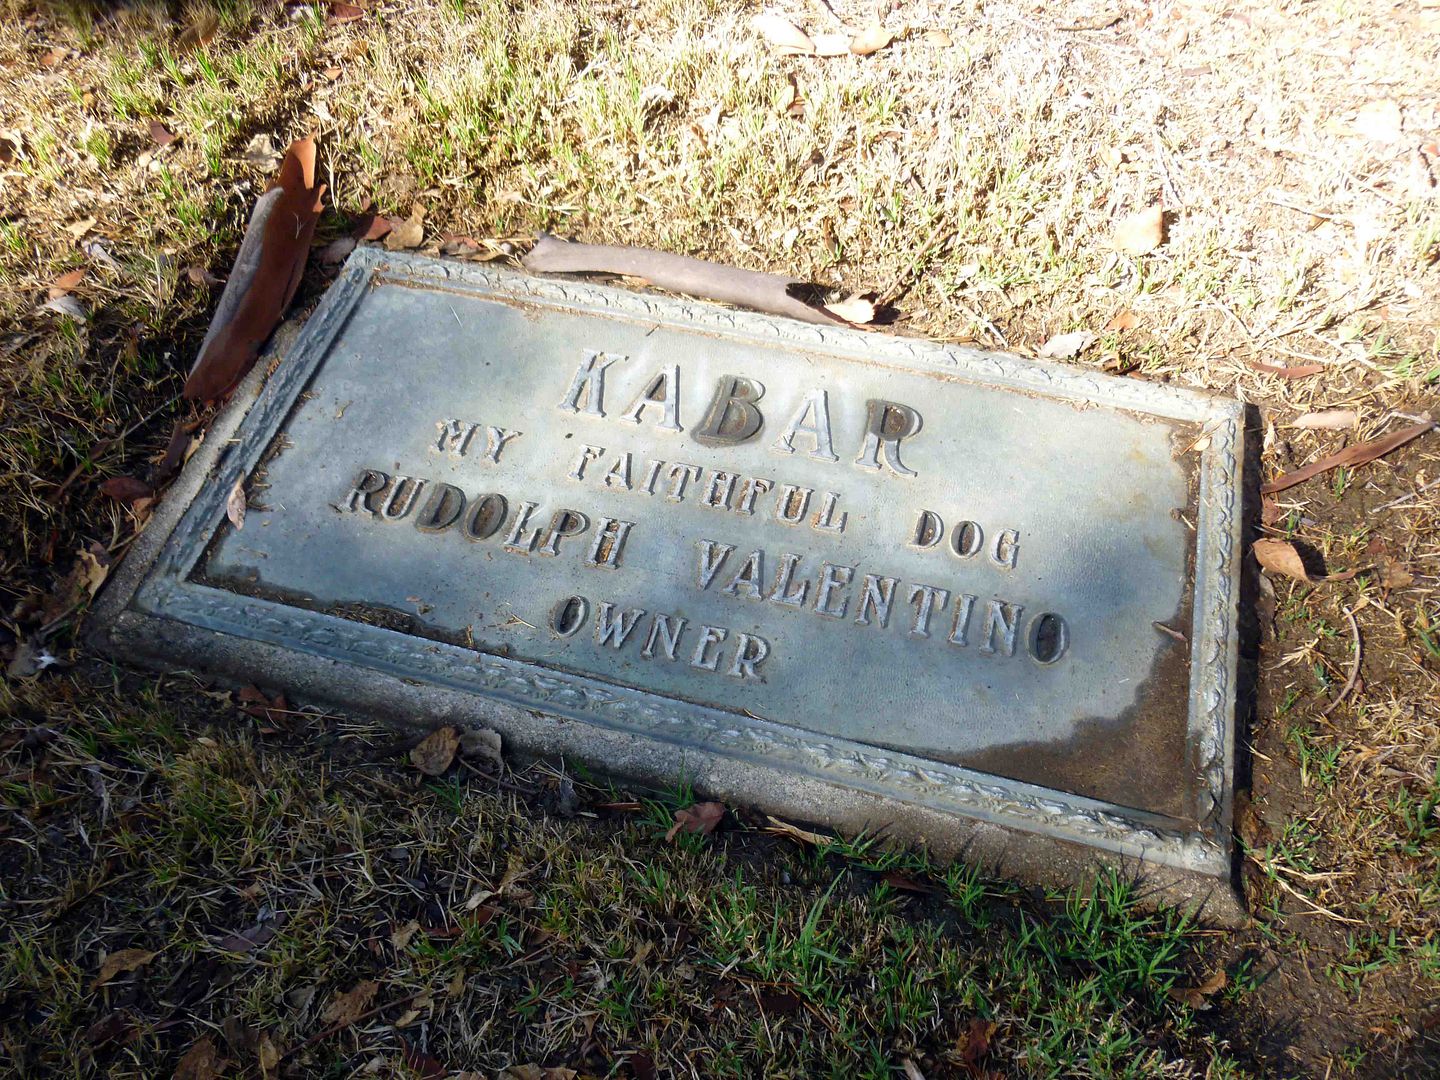 KABAR
MY FAITHFUL DOG
RUDOLPH VALENTINO
OWNER